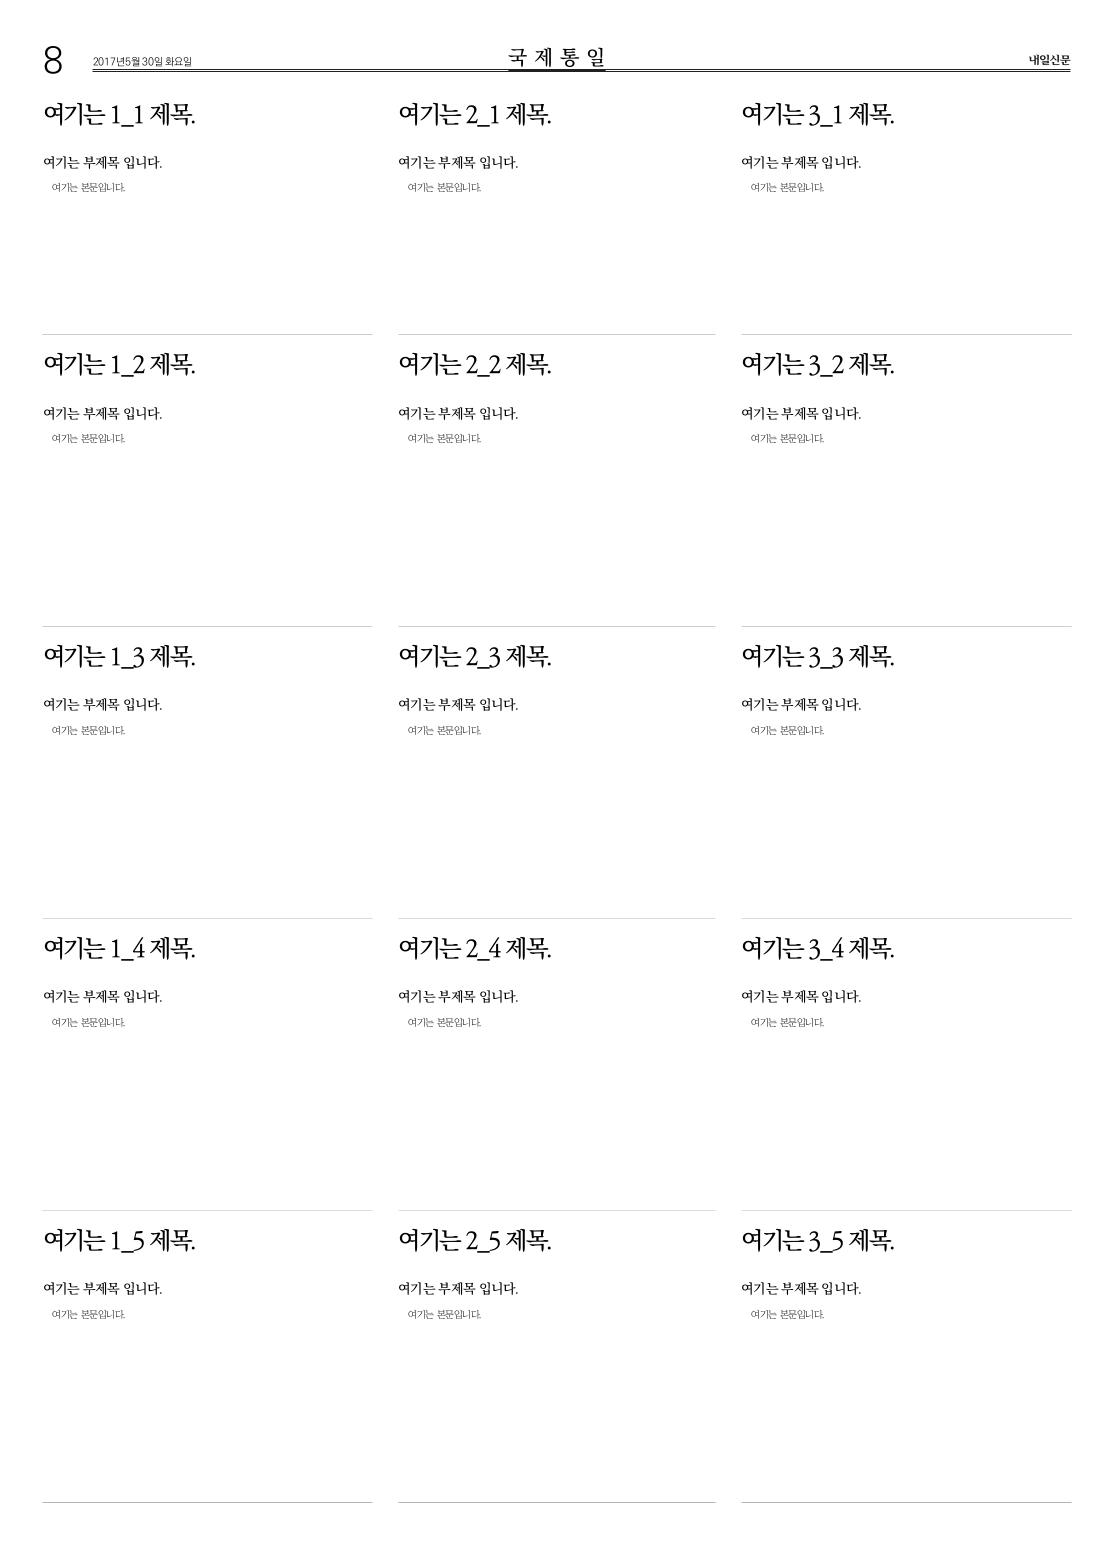 8
2017년5월 30일 화요일
국 제 통 일
내일신문
여기는 1_1 제목.
여기는 부제목 입니다.
여기는 본문입니다.
여기는 1_2 제목.
여기는 부제목 입니다.
여기는 본문입니다.
여기는 1_3 제목.
여기는 부제목 입니다.
여기는 본문입니다.
여기는 1_4 제목.
여기는 부제목 입니다.
여기는 본문입니다.
여기는 1_5 제목.
여기는 부제목 입니다.
여기는 본문입니다.
여기는 2_1 제목.
여기는 부제목 입니다.
여기는 본문입니다.
여기는 2_2 제목.
여기는 부제목 입니다.
여기는 본문입니다.
여기는 2_3 제목.
여기는 부제목 입니다.
여기는 본문입니다.
여기는 2_4 제목.
여기는 부제목 입니다.
여기는 본문입니다.
여기는 2_5 제목.
여기는 부제목 입니다.
여기는 본문입니다.
여기는 3_1 제목.
여기는 부제목 입니다.
여기는 본문입니다.
여기는 3_2 제목.
여기는 부제목 입니다.
여기는 본문입니다.
여기는 3_3 제목.
여기는 부제목 입니다.
여기는 본문입니다.
여기는 3_4 제목.
여기는 부제목 입니다.
여기는 본문입니다.
여기는 3_5 제목.
여기는 부제목 입니다.
여기는 본문입니다.